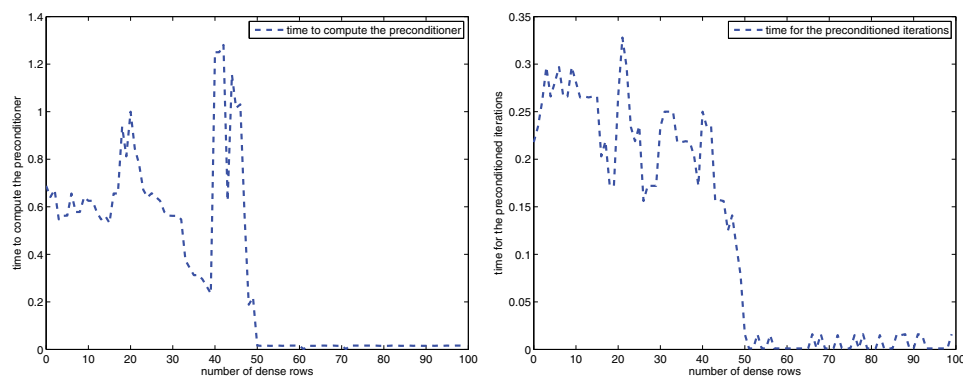 time to compute the preconditioner
1.4
1.2
1
0.8
0.6
0.4
0.2
0
time to compute the preconditioner
0 10 20 30 40 50 60 70 80 90 100
number of dense rows
time for the preconditioned iterations
0.35
0.3
0.25
0.2
0.15
0.1
0.05
0
time for the preconditioned iterations
0 10 20 30 40 50 60 70 80 90 100
number of dense rows